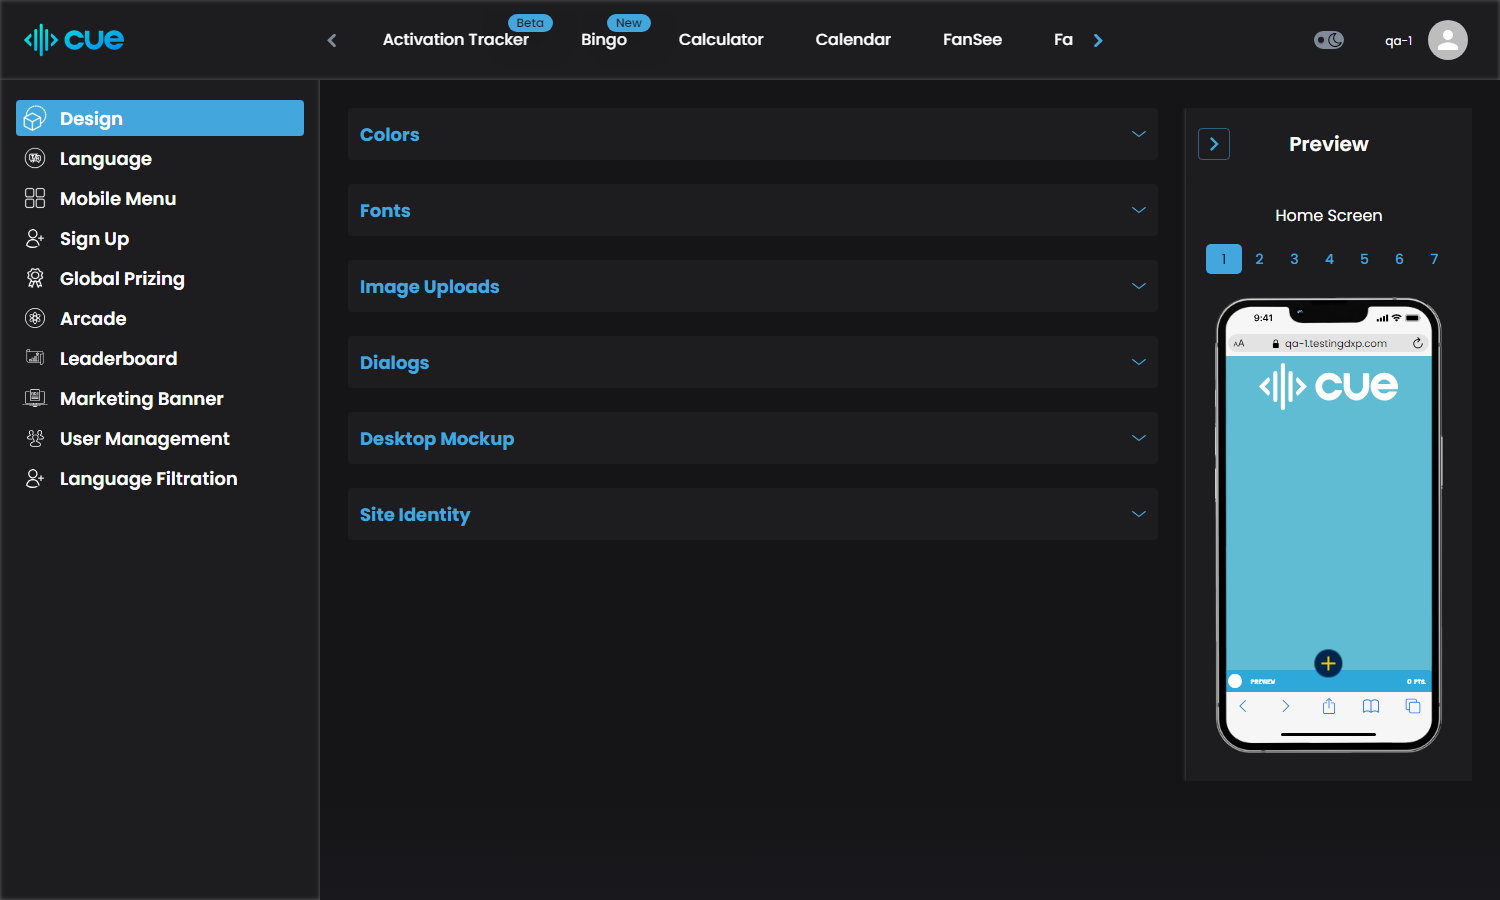 cue
Activation Tracker
Beta
Bingo
New
Calculator
Calendar
FanSee
Fa
qa-1
Design
Language
Mobile Menu
Sign Up
Global Prizing
Arcade
Leaderboard
Marketing Banner
User Management
Language Filtration
Colors
Fonts
Image Uploads
Dialogs
Desktop Mockup
Site Identity
Preview
Home Screen
1 2 3 4 5 6 7
9:41
AA qa-1.testingdxp.com
cue
PREVIEW 0 PTS.